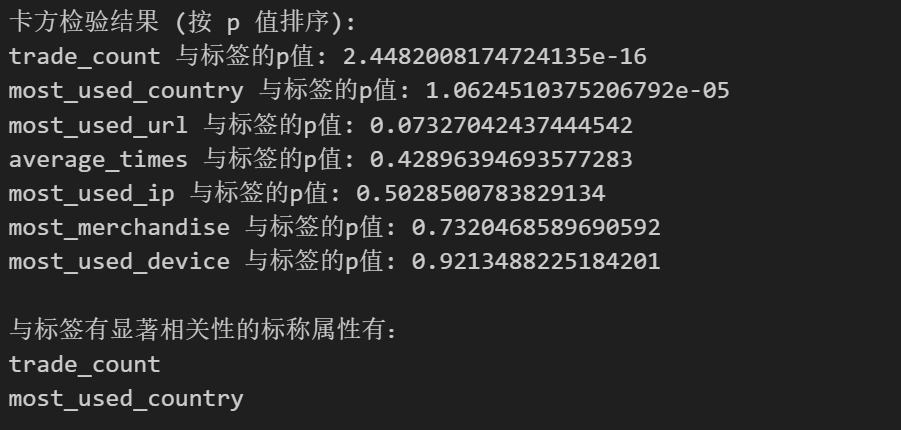 卡方检验结果 (按 p 值排序):
trade_count 与标签的p值: 2.4482008174724135e-16
most_used_country 与标签的p值: 1.0624510375206792e-05
most_used_url 与标签的p值: 0.07327042437444542
average_times 与标签的p值: 0.42896394693577283
most_used_ip 与标签的p值: 0.5028500783829134
most_merchandise 与标签的p值: 0.7320468589690592
most_used_device 与标签的p值: 0.9213488225184201
与标签有显著相关性的标称属性有:
trade_count
most_used_country